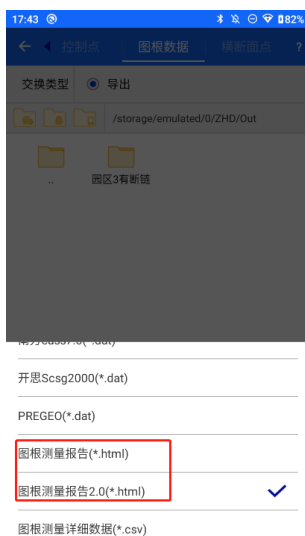 17:43 82%
控制点 图根数据 横断面点 ?
交换类型 导出
/storage/emulated/0/ZHD/Out
.. 园区3有断链
开思Scsg2000(*.dat)
PREGEO(*.dat)
图根测量报告(*.html)
图根测量报告2.0(*.html)
图根测量详细数据(*.csv)